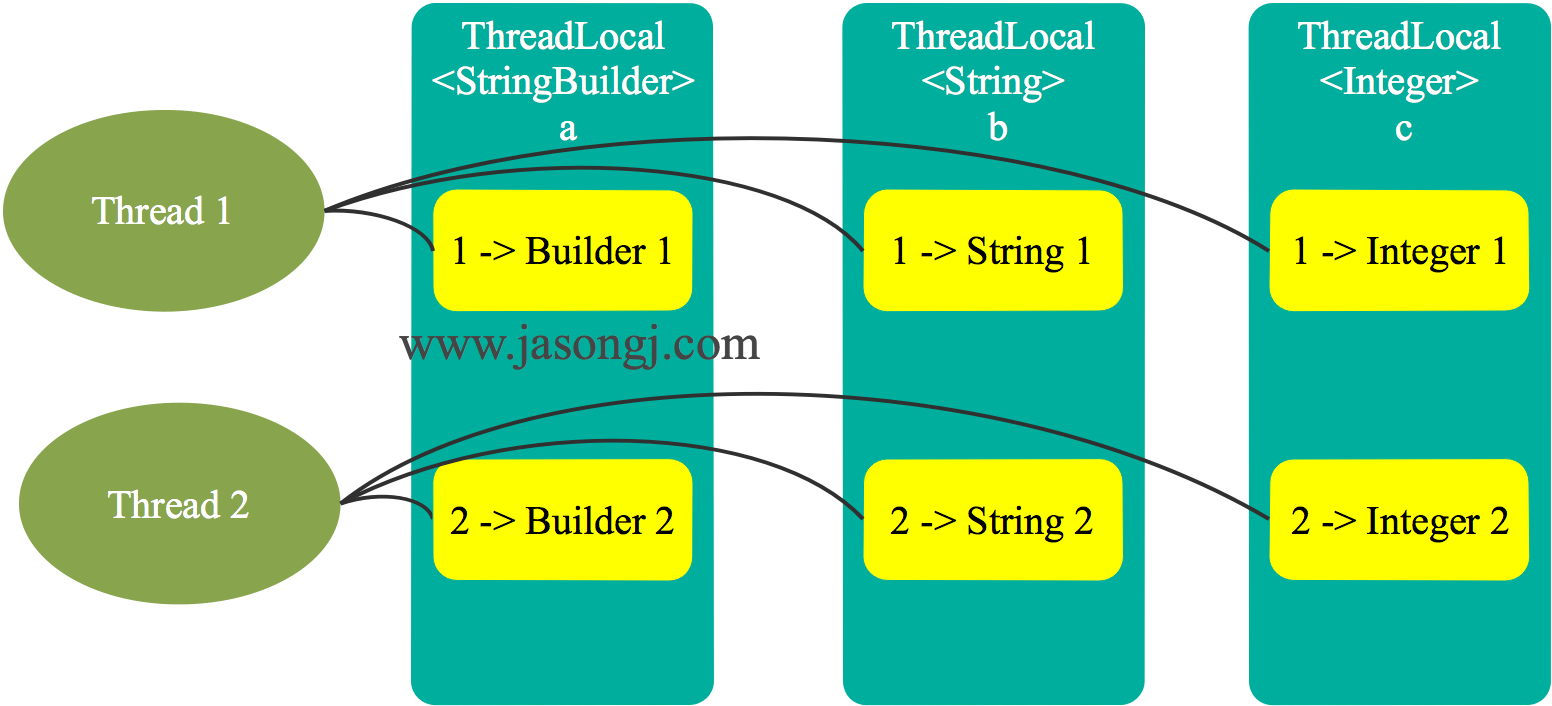 ThreadLocal
<StringBuilder>
a
ThreadLocal
<String>
b
ThreadLocal
<Integer>
c
Thread 1
1 -> Builder 1
1 -> String 1
1 -> Integer 1
www.jasongj.com
Thread 2
2 -> Builder 2
2 -> String 2
2 -> Integer 2